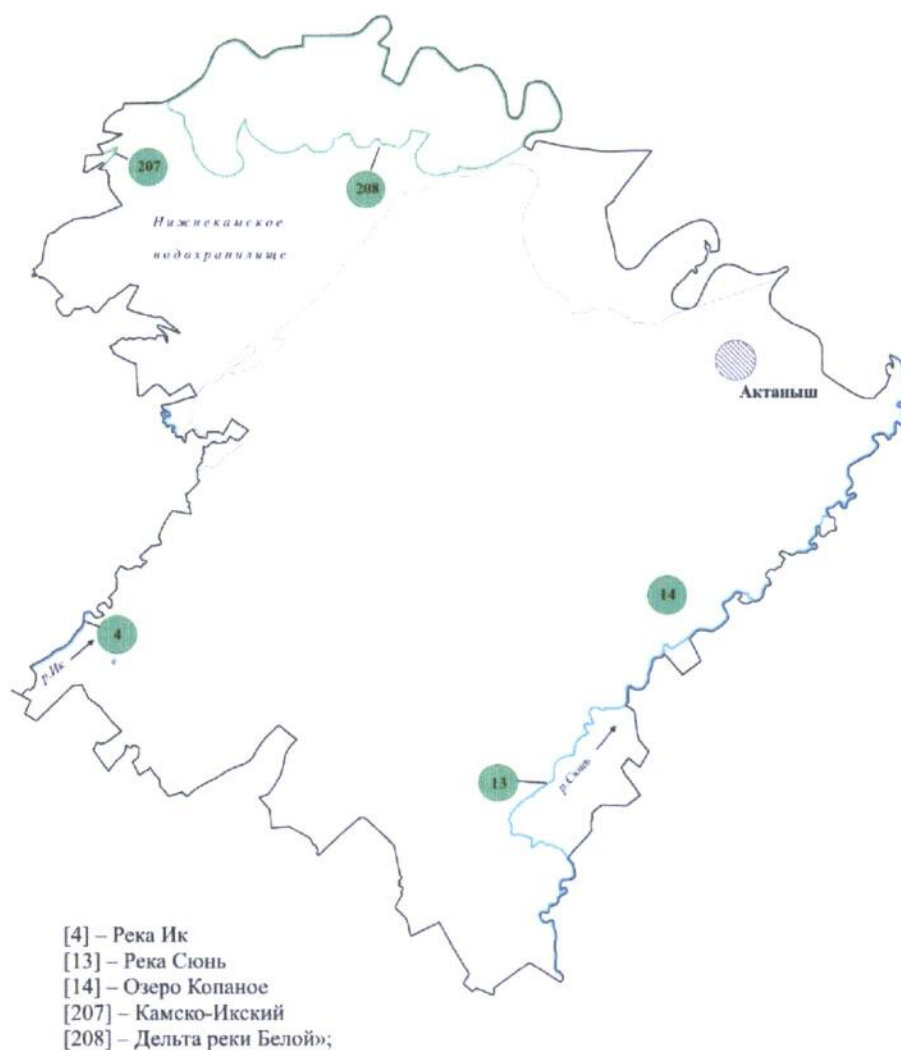 207
208
Нижнекамское
водохранилище
Актаныш
14
4
р.Ик
13
р.Сюнь
[4] – Река Ик
[13] – Река Сюнь
[14] – Озеро Копаное
[207] – Камско-Икский
[208] – Дельта реки Белой»;